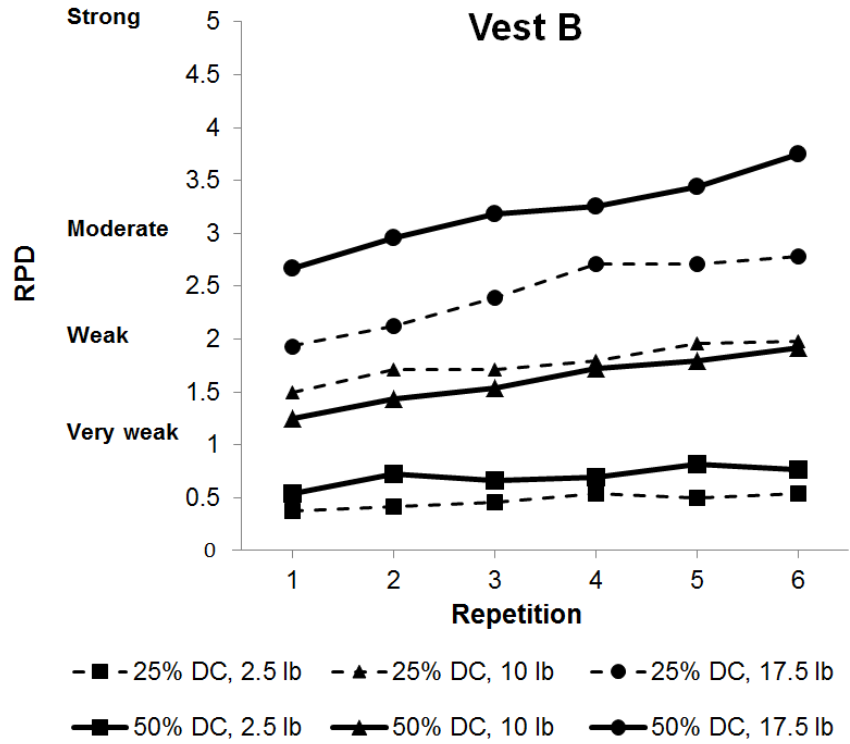 Vest B
Strong
5
4.5
4
3.5
Moderate
3
2.5
Weak
2
1.5
Very weak
1
0.5
0
RPD
1 2 3 4 5 6
Repetition
25% DC, 2.5 lb 25% DC, 10 lb 25% DC, 17.5 lb
50% DC, 2.5 lb 50% DC, 10 lb 50% DC, 17.5 lb